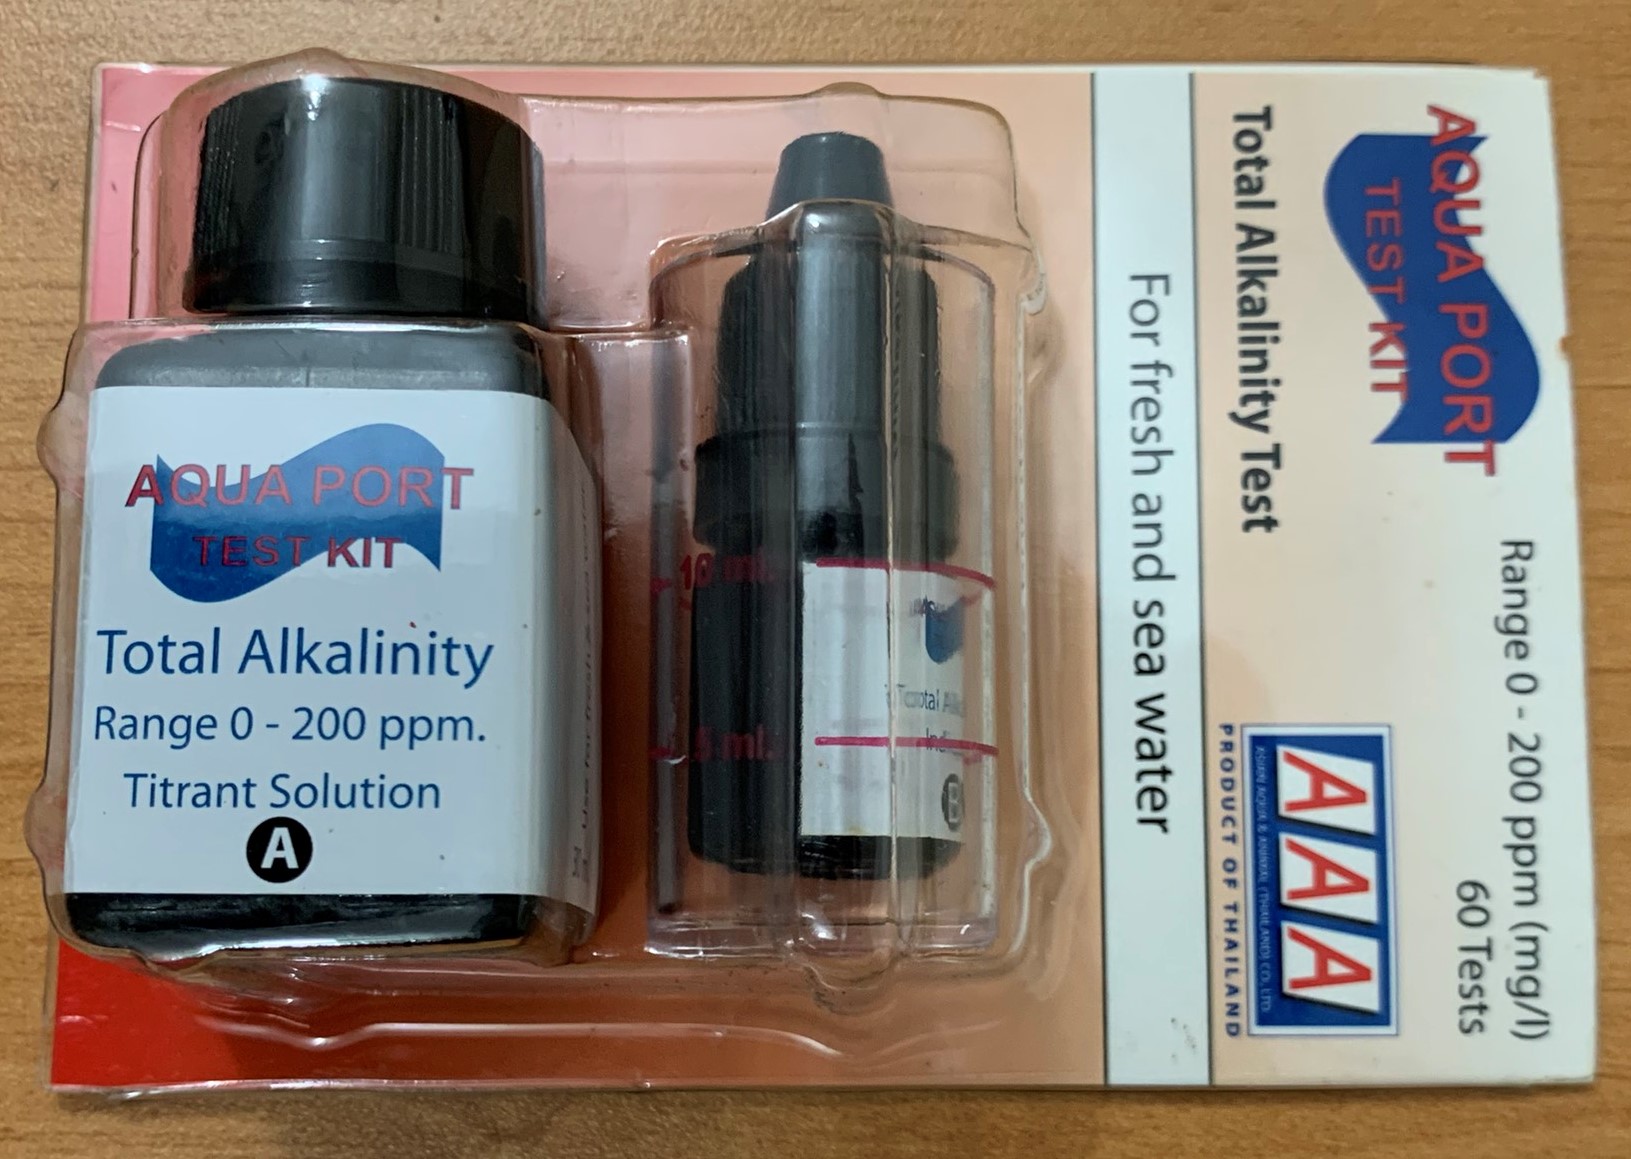 AQUA PORT
TEST KIT
Total Alkalinity
Range 0 - 200 ppm.
Titrant Solution
A
10 ml.
5 ml.
Total
B
AQUA PORT
TEST KIT
Range 0 - 200 ppm (mg/l)
60 Tests
Total Alkalinity Test
AAA
PRODUCT OF THAILAND
For fresh and sea water